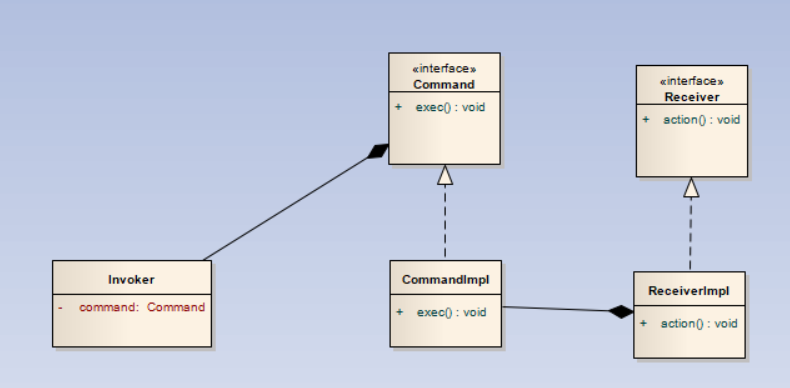 «interface»
Command
+ exec() : void
«interface»
Receiver
+ action() : void
Invoker
- command: Command
CommandImpl
+ exec() : void
ReceiverImpl
+ action() : void